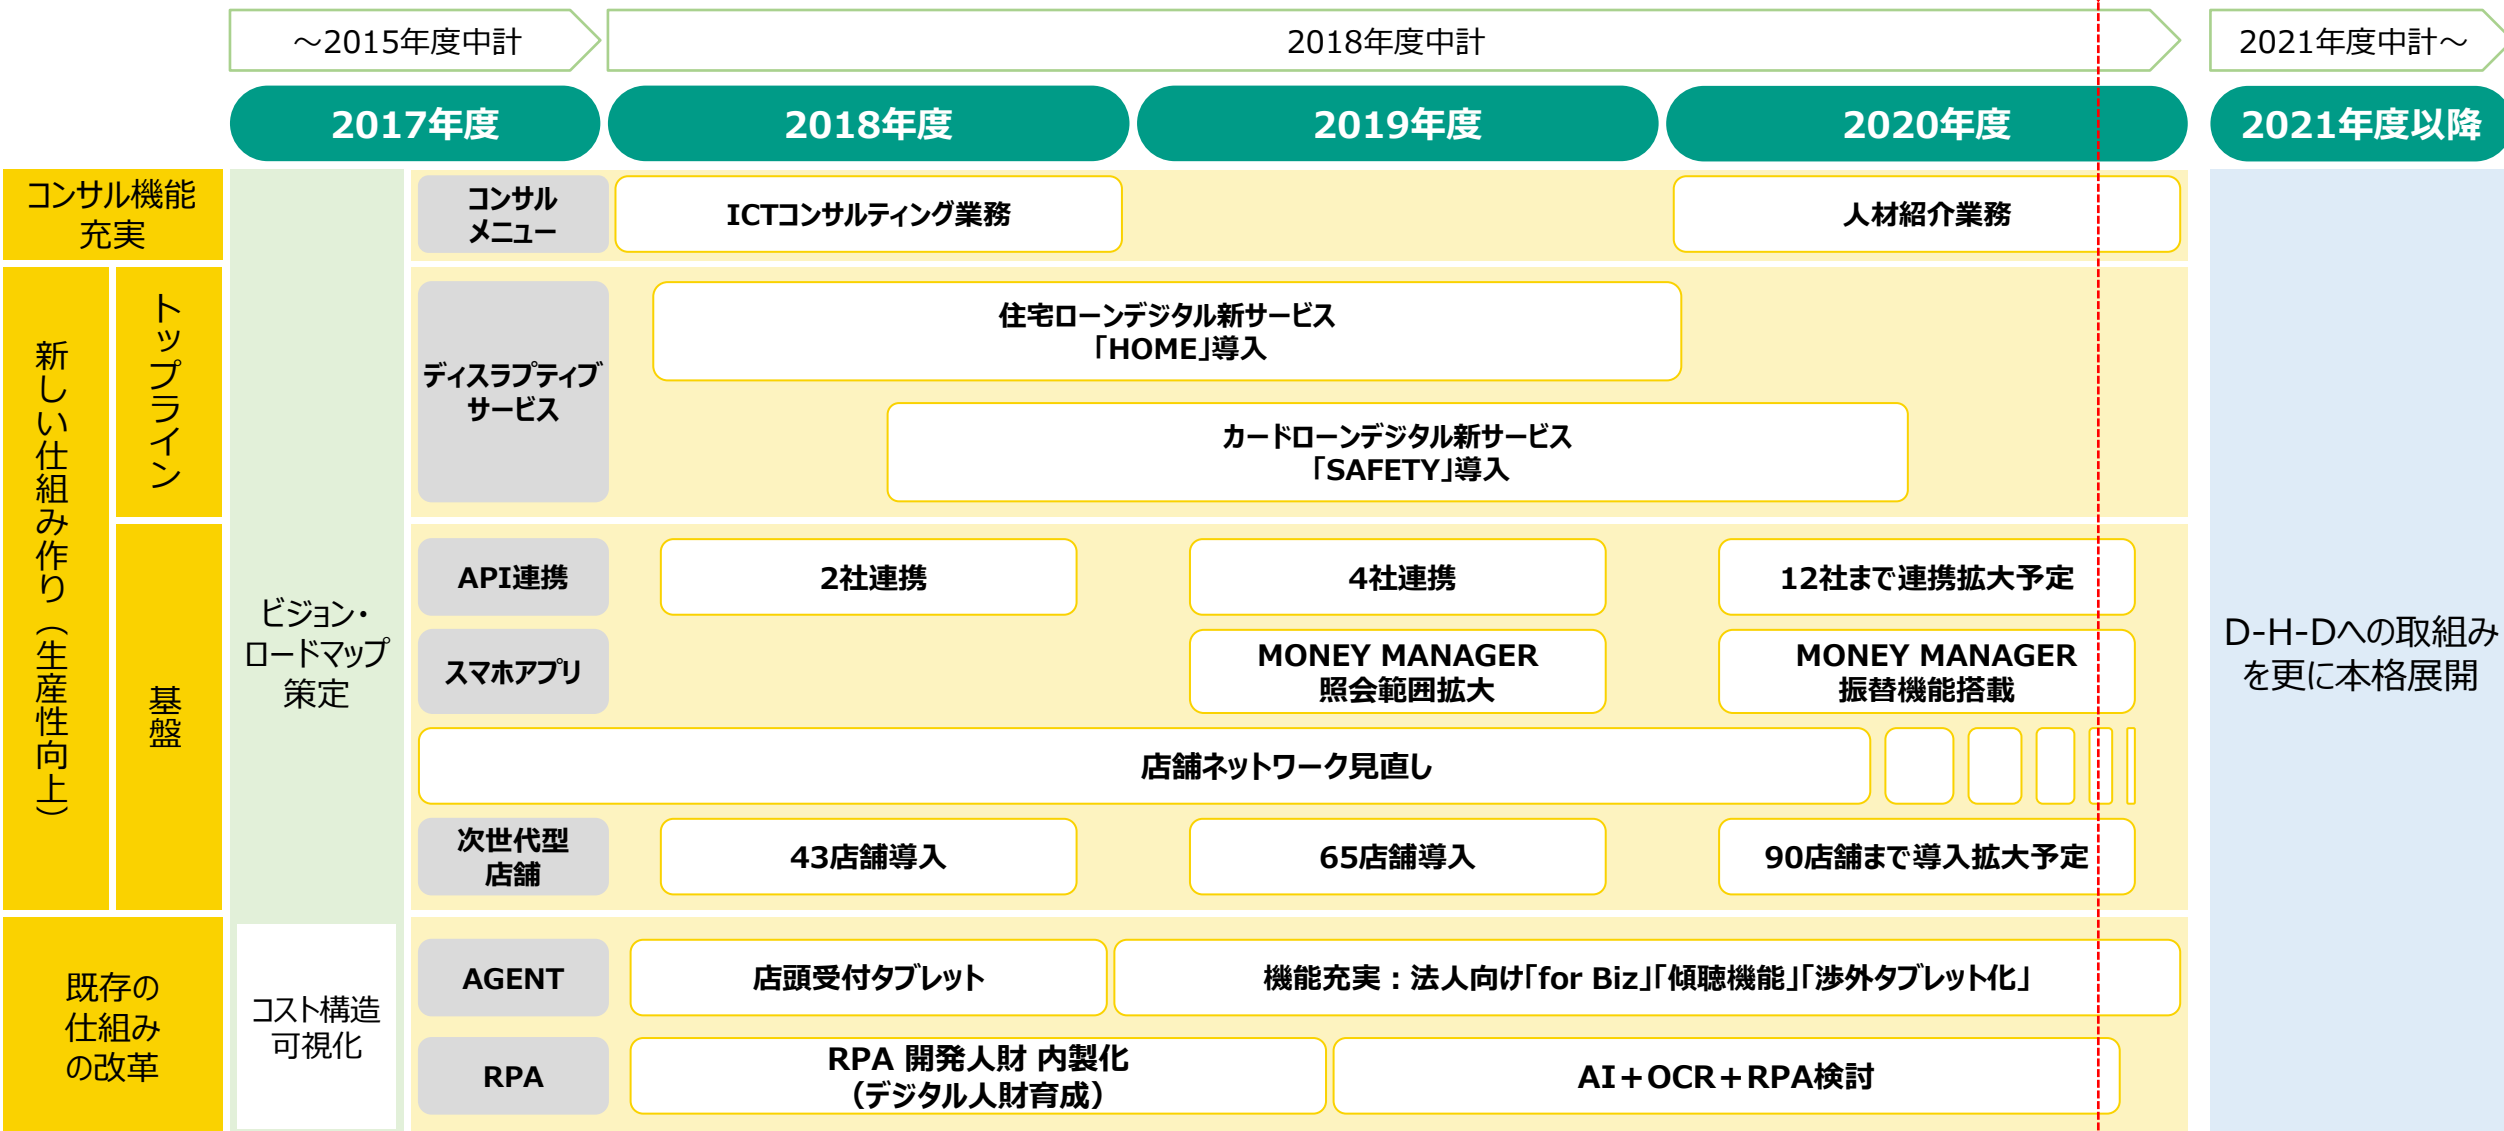 ～2015年度中計
2018年度中計
2021年度中計～
2017年度
2018年度
2019年度
2020年度
2021年度以降
コンサル機能
充実
コンサル
メニュー
ICTコンサルティング業務
人材紹介業務
新しい仕組み作り（生産性向上）
トップライン
ディスラプティブ
サービス
住宅ローンデジタル新サービス
「HOME」導入
カードローンデジタル新サービス
「SAFETY」導入
基盤
ビジョン・
ロードマップ
策定
API連携
2社連携
4社連携
12社まで連携拡大予定
スマホアプリ
MONEY MANAGER
照会範囲拡大
MONEY MANAGER
振替機能搭載
店舗ネットワーク見直し
次世代型
店舗
43店舗導入
65店舗導入
90店舗まで導入拡大予定
D-H-Dへの取組み
を更に本格展開
既存の
仕組み
の改革
コスト構造
可視化
AGENT
店頭受付タブレット
機能充実：法人向け「for Biz」「傾聴機能」「渉外タブレット化」
RPA
RPA 開発人財 内製化
（デジタル人財育成）
AI＋OCR＋RPA検討